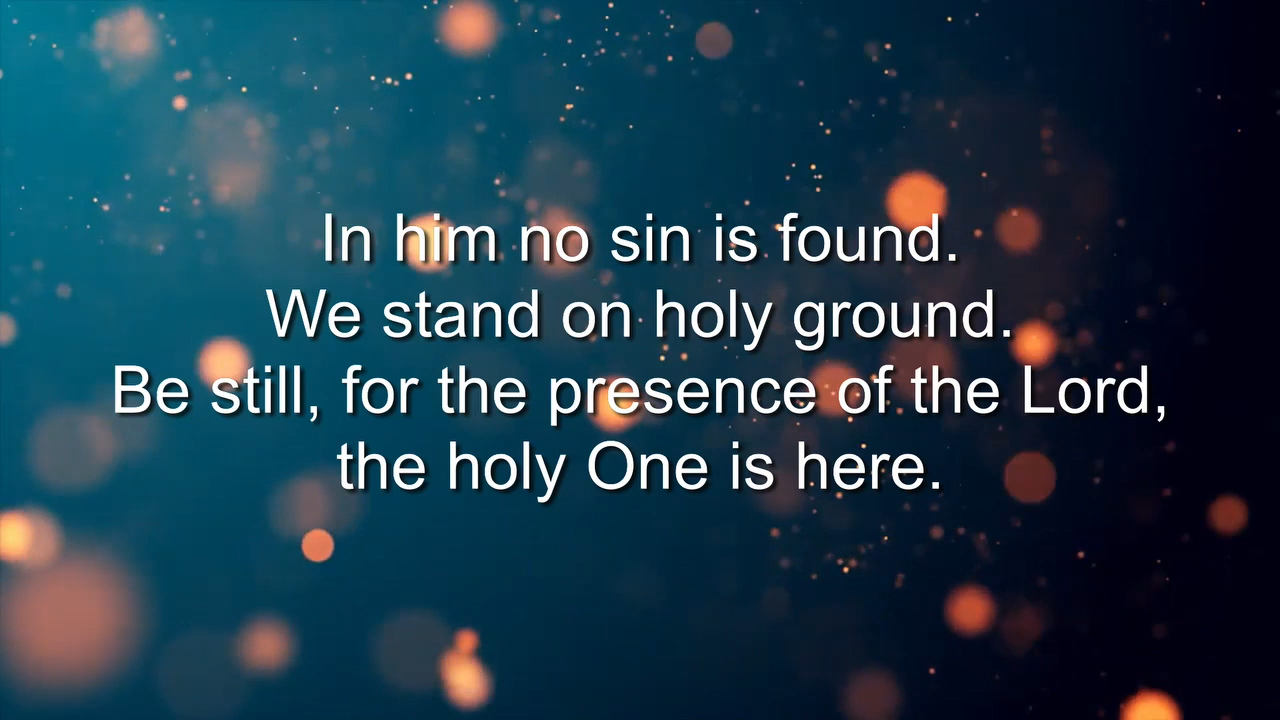 In him no sin is found.
We stand on holy ground.
Be still, for the presence of the Lord,
the holy One is here.